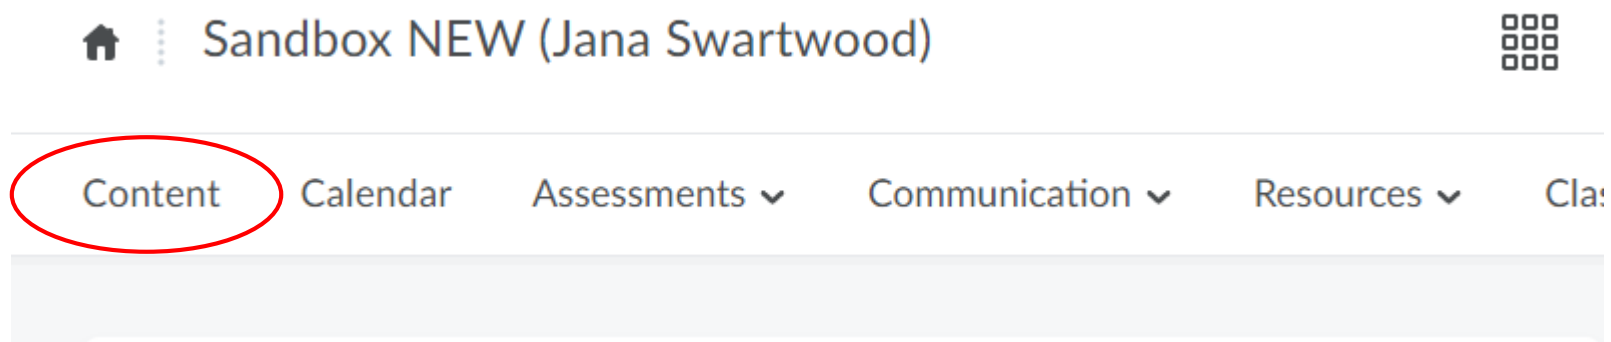 Sandbox NEW (Jana Swartwood)
Content Calendar Assessments Communication Resources